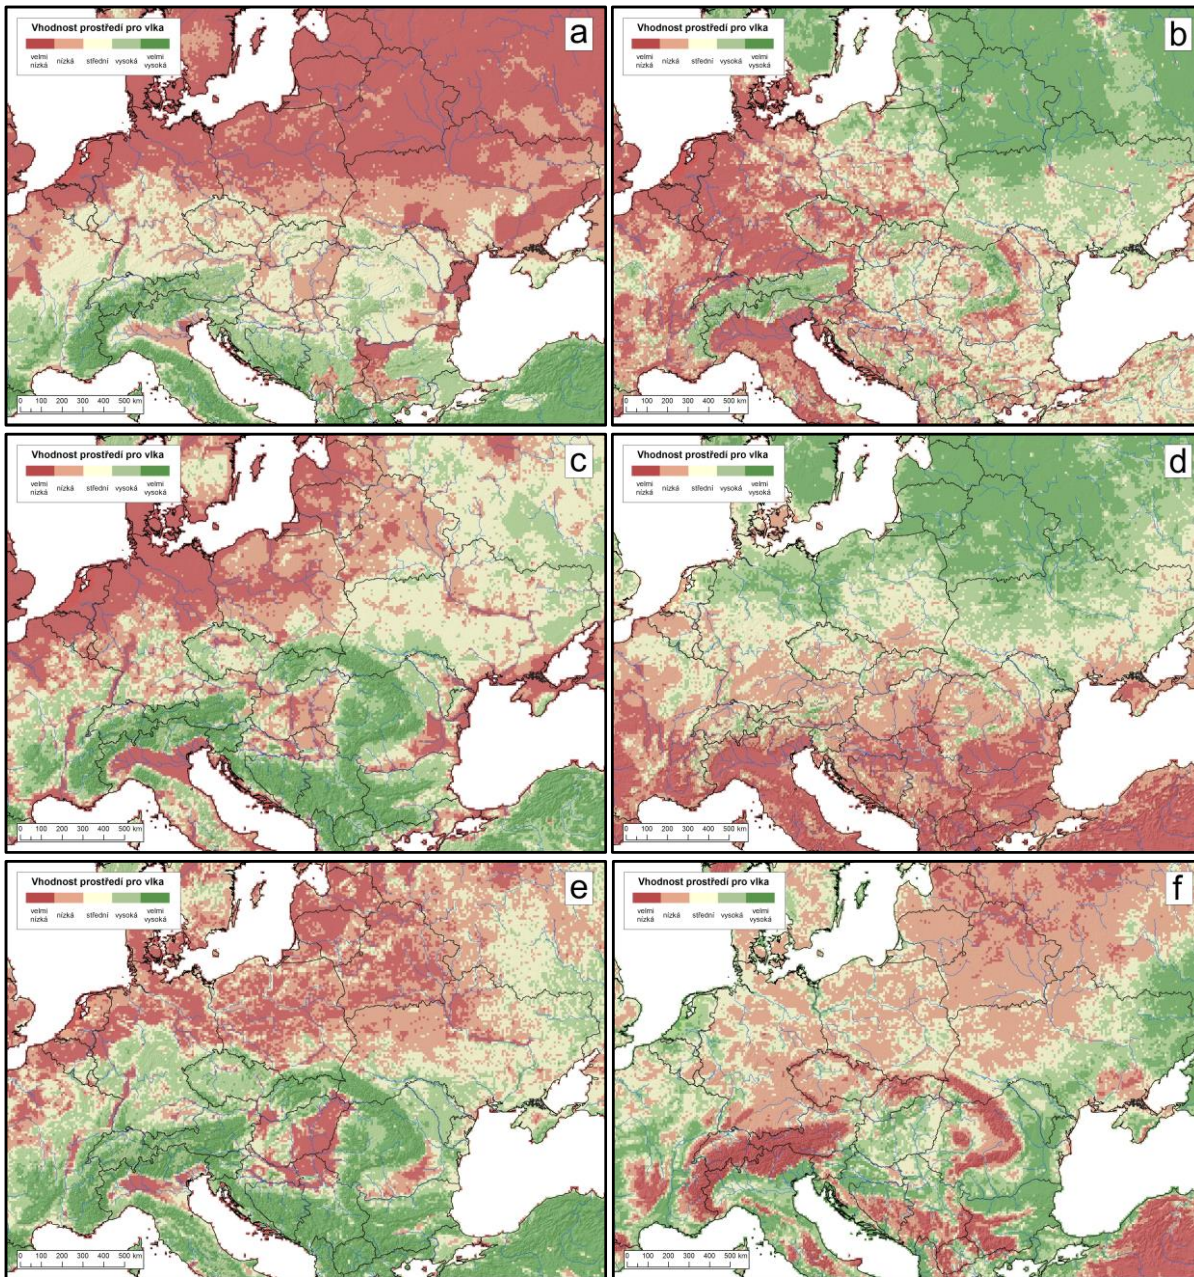 Vhodnost prostředí pro vlka
velmi nízká střední vysoká velmi
nízká vysoká
0 100 200 300 400 500 km
a
Vhodnost prostředí pro vlka
velmi nízká střední vysoká velmi
nízká vysoká
0 100 200 300 400 500 km
b
Vhodnost prostředí pro vlka
velmi nízká střední vysoká velmi
nízká vysoká
0 100 200 300 400 500 km
c
Vhodnost prostředí pro vlka
velmi nízká střední vysoká velmi
nízká vysoká
0 100 200 300 400 500 km
d
Vhodnost prostředí pro vlka
velmi nízká střední vysoká velmi
nízká vysoká
0 100 200 300 400 500 km
e
Vhodnost prostředí pro vlka
velmi nízká střední vysoká velmi
nízká vysoká
0 100 200 300 400 500 km
f